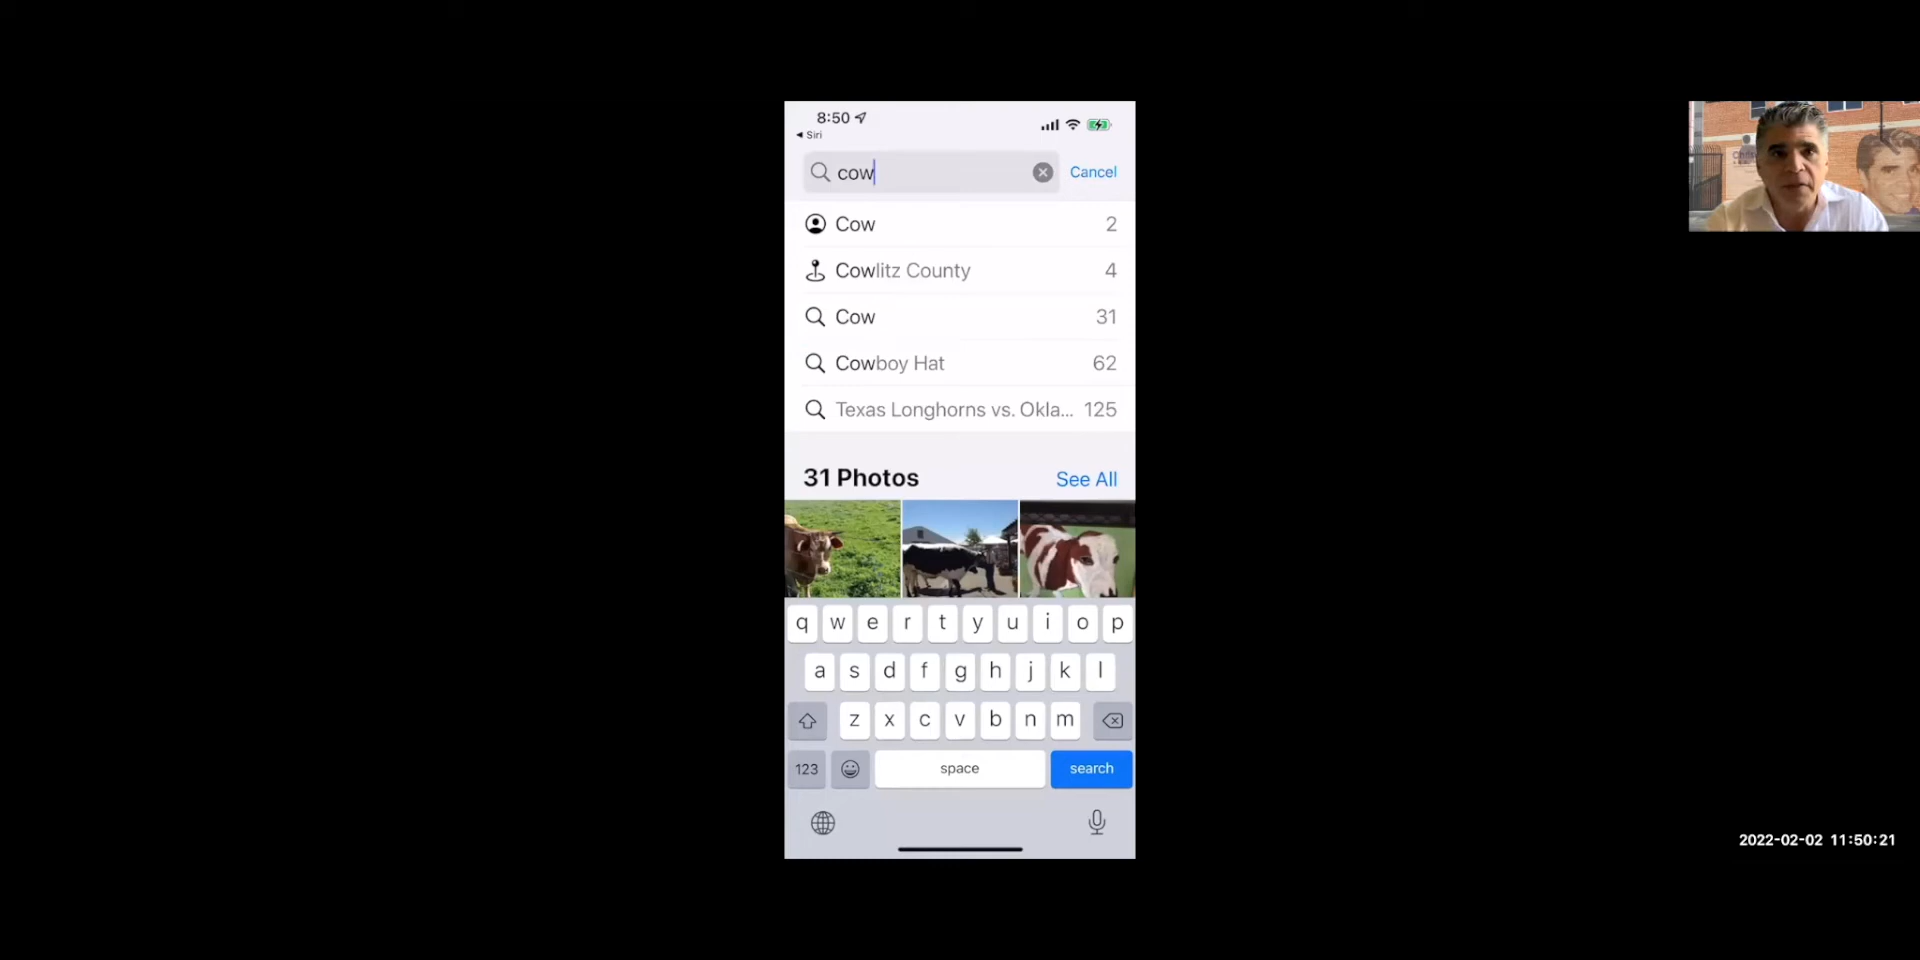 8:50
Siri
cow
Cancel
Cow 2
Cowlitz County 4
Cow 31
Cowboy Hat 62
Texas Longhorns vs. Okla... 125
31 Photos
See All
q w e r t y u i o p
a s d f g h j k l
z x c v b n m
123
space
search
2022-02-02 11:50:21